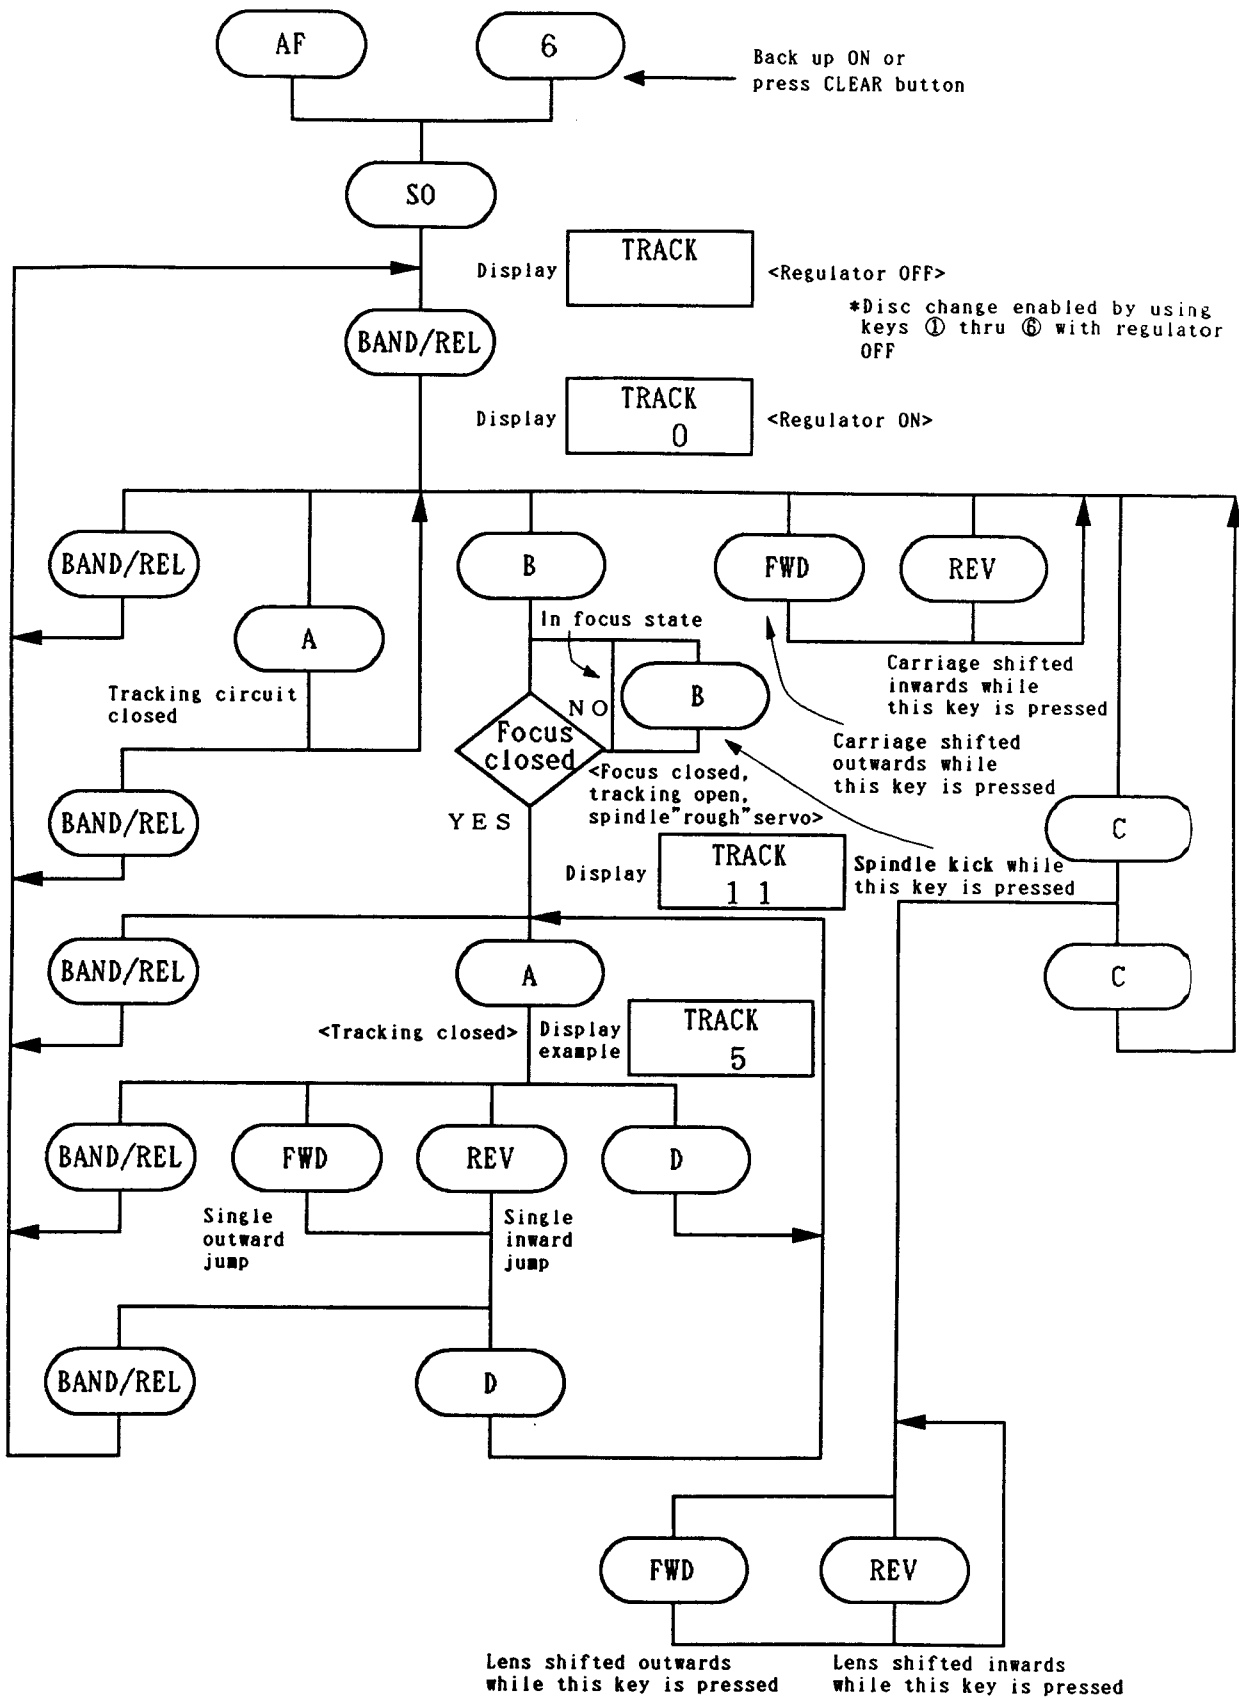 AF
6
Back up ON or
press CLEAR button
SO
Display
TRACK
<Regulator OFF>
*Disc change enabled by using
keys ① thru ⑥ with regulator
OFF
BAND/REL
Display
TRACK
0
<Regulator ON>
BAND/REL
A
B
FWD
REV
In focus state
B
NO
Focus
closed
Tracking circuit
closed
Carriage shifted
inwards while
this key is pressed
Carriage shifted
outwards while
this key is pressed
<Focus closed,
tracking open,
spindle"rough"servo>
BAND/REL
YES
C
Display
TRACK
1 1
Spindle kick while
this key is pressed
BAND/REL
A
C
<Tracking closed>
Display
example
TRACK
5
BAND/REL
FWD
REV
D
Single
outward
jump
Single
inward
jump
BAND/REL
D
FWD
REV
Lens shifted outwards
while this key is pressed
Lens shifted inwards
while this key is pressed